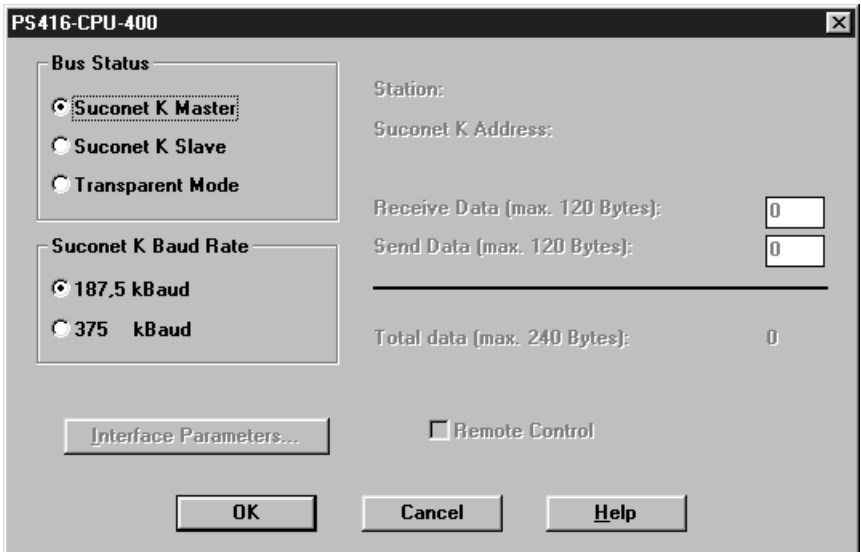 PS416-CPU-400
Bus Status
Suconet K Master
Suconet K Slave
Transparent Mode
Suconet K Baud Rate
187,5 kBaud
375 kBaud
Station:
Suconet K Address:
Receive Data (max. 120 Bytes): 0
Send Data (max. 120 Bytes): 0
Total data (max. 240 Bytes): 0
Interface Parameters...
Remote Control
OK Cancel Help